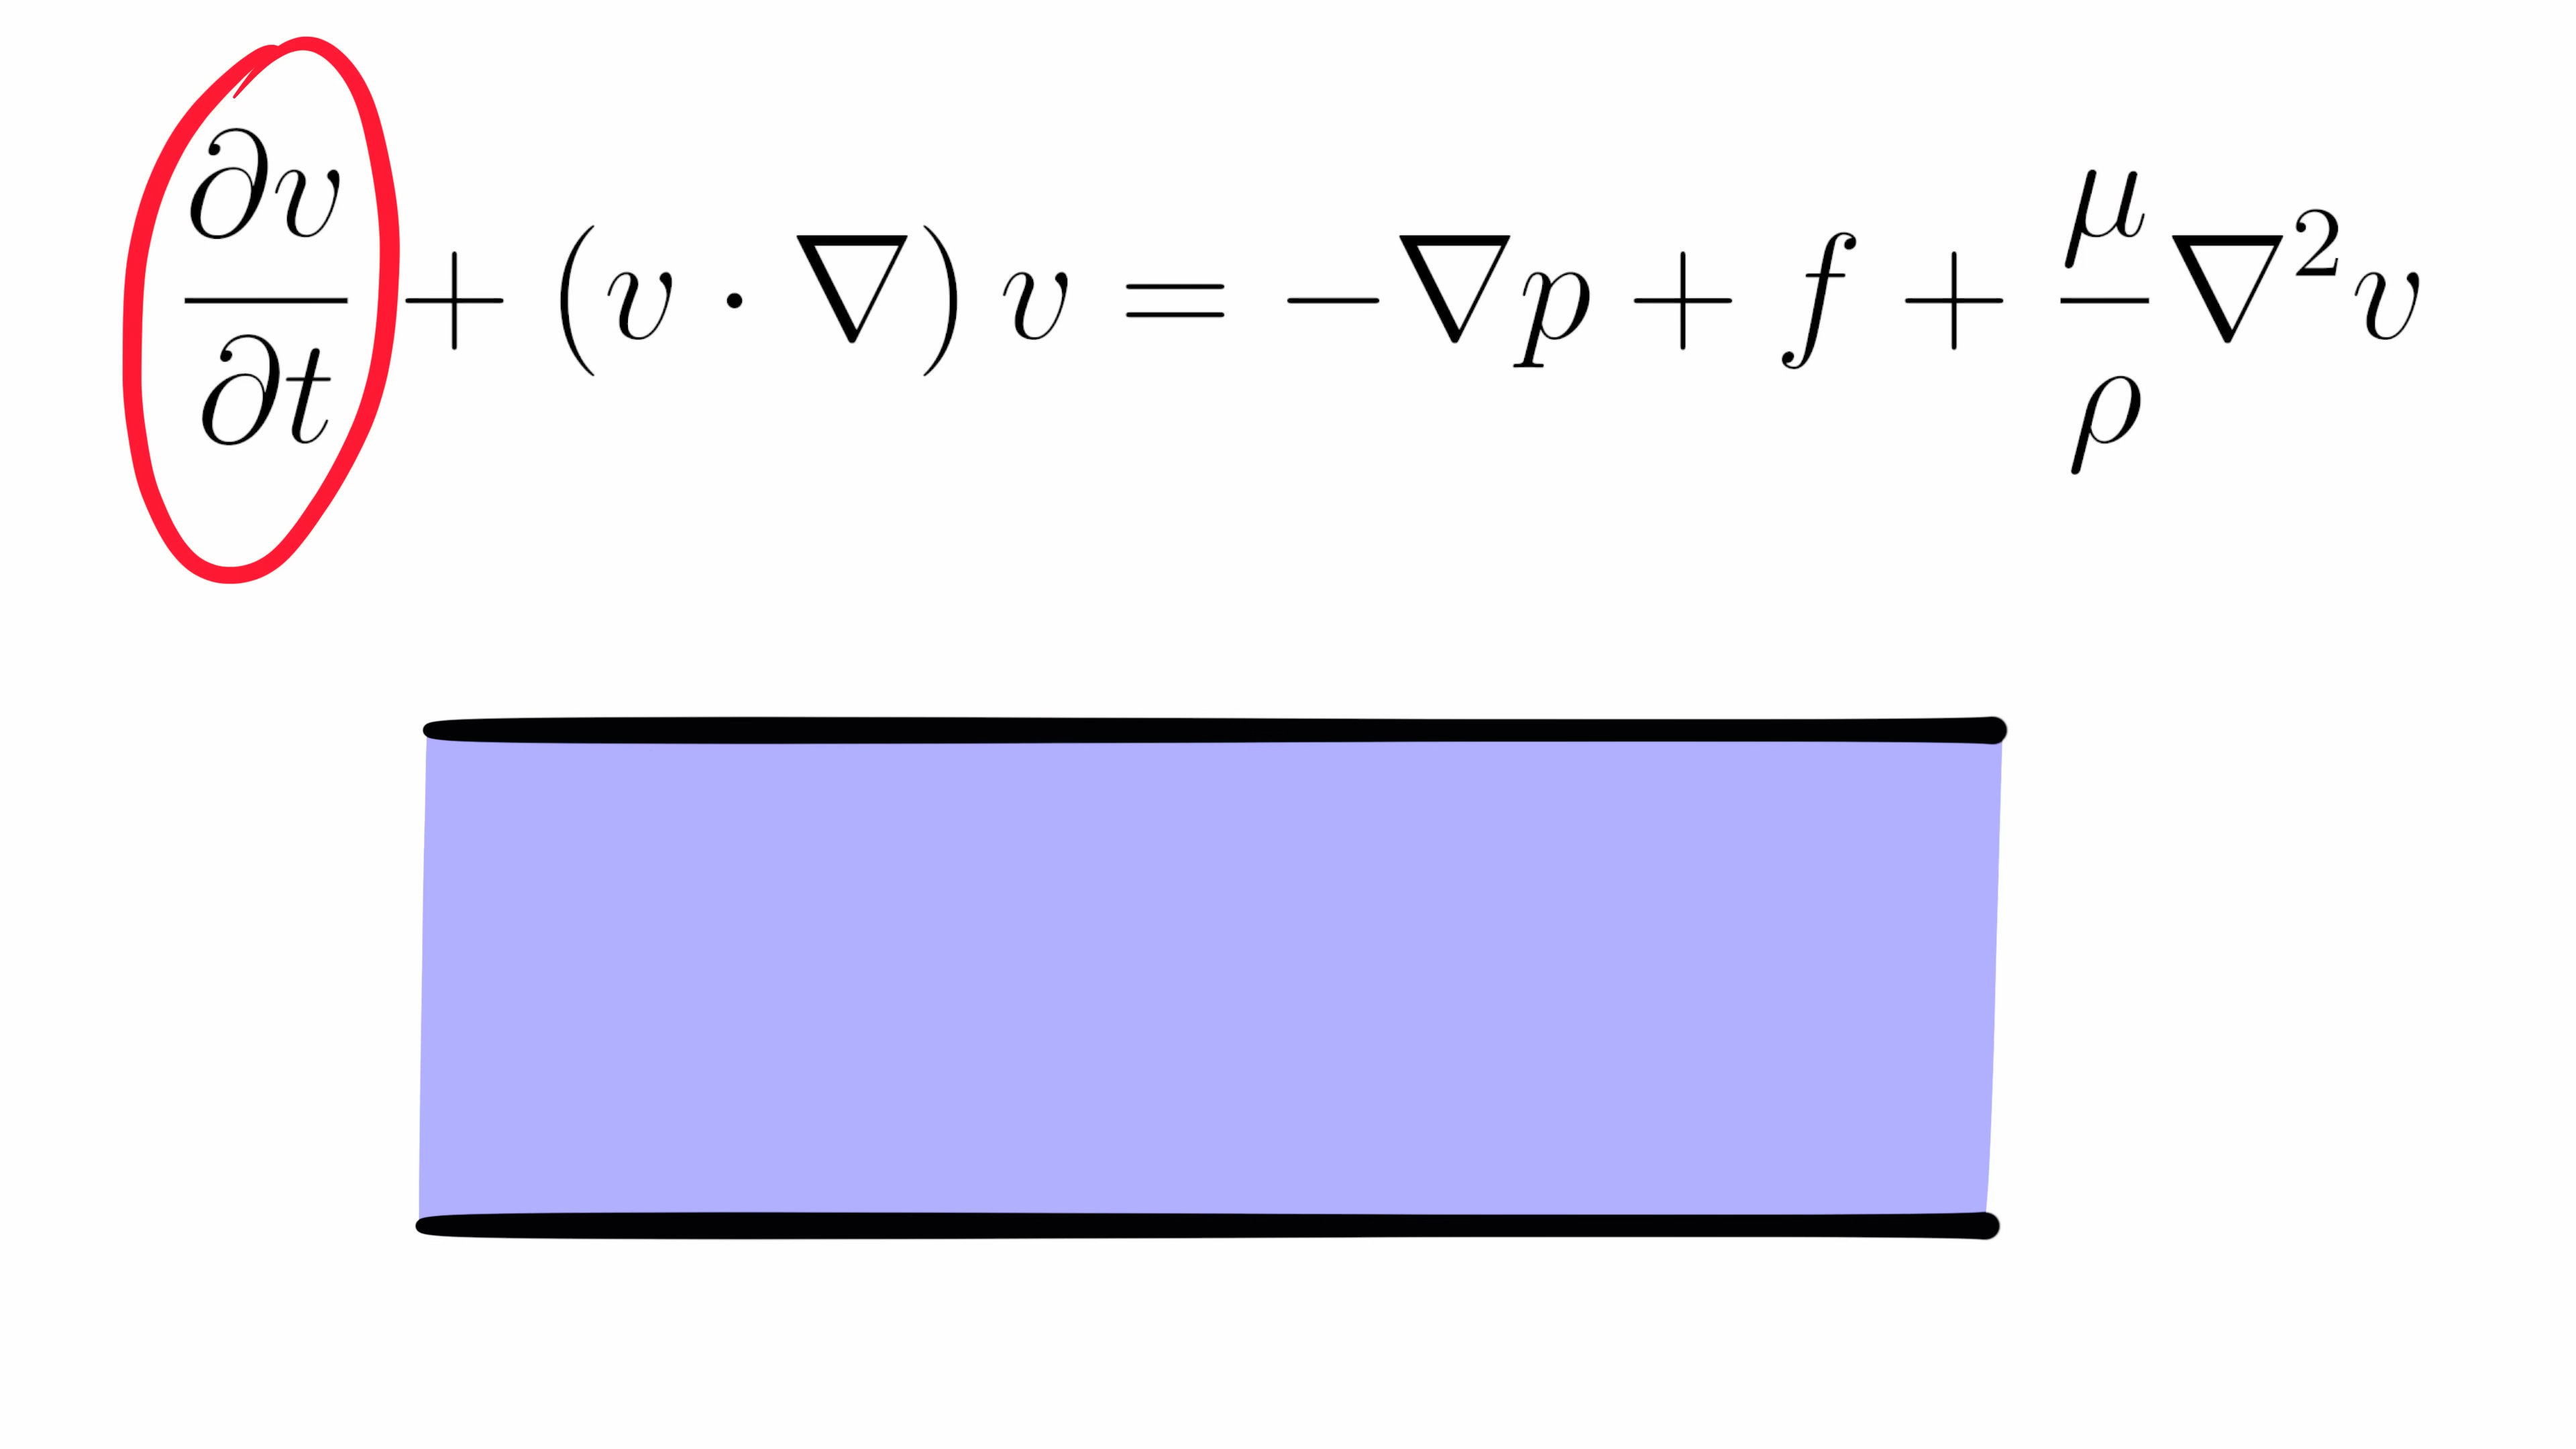 ∂v/∂t + (v · ∇) v = −∇p + f + μ/ρ ∇²v